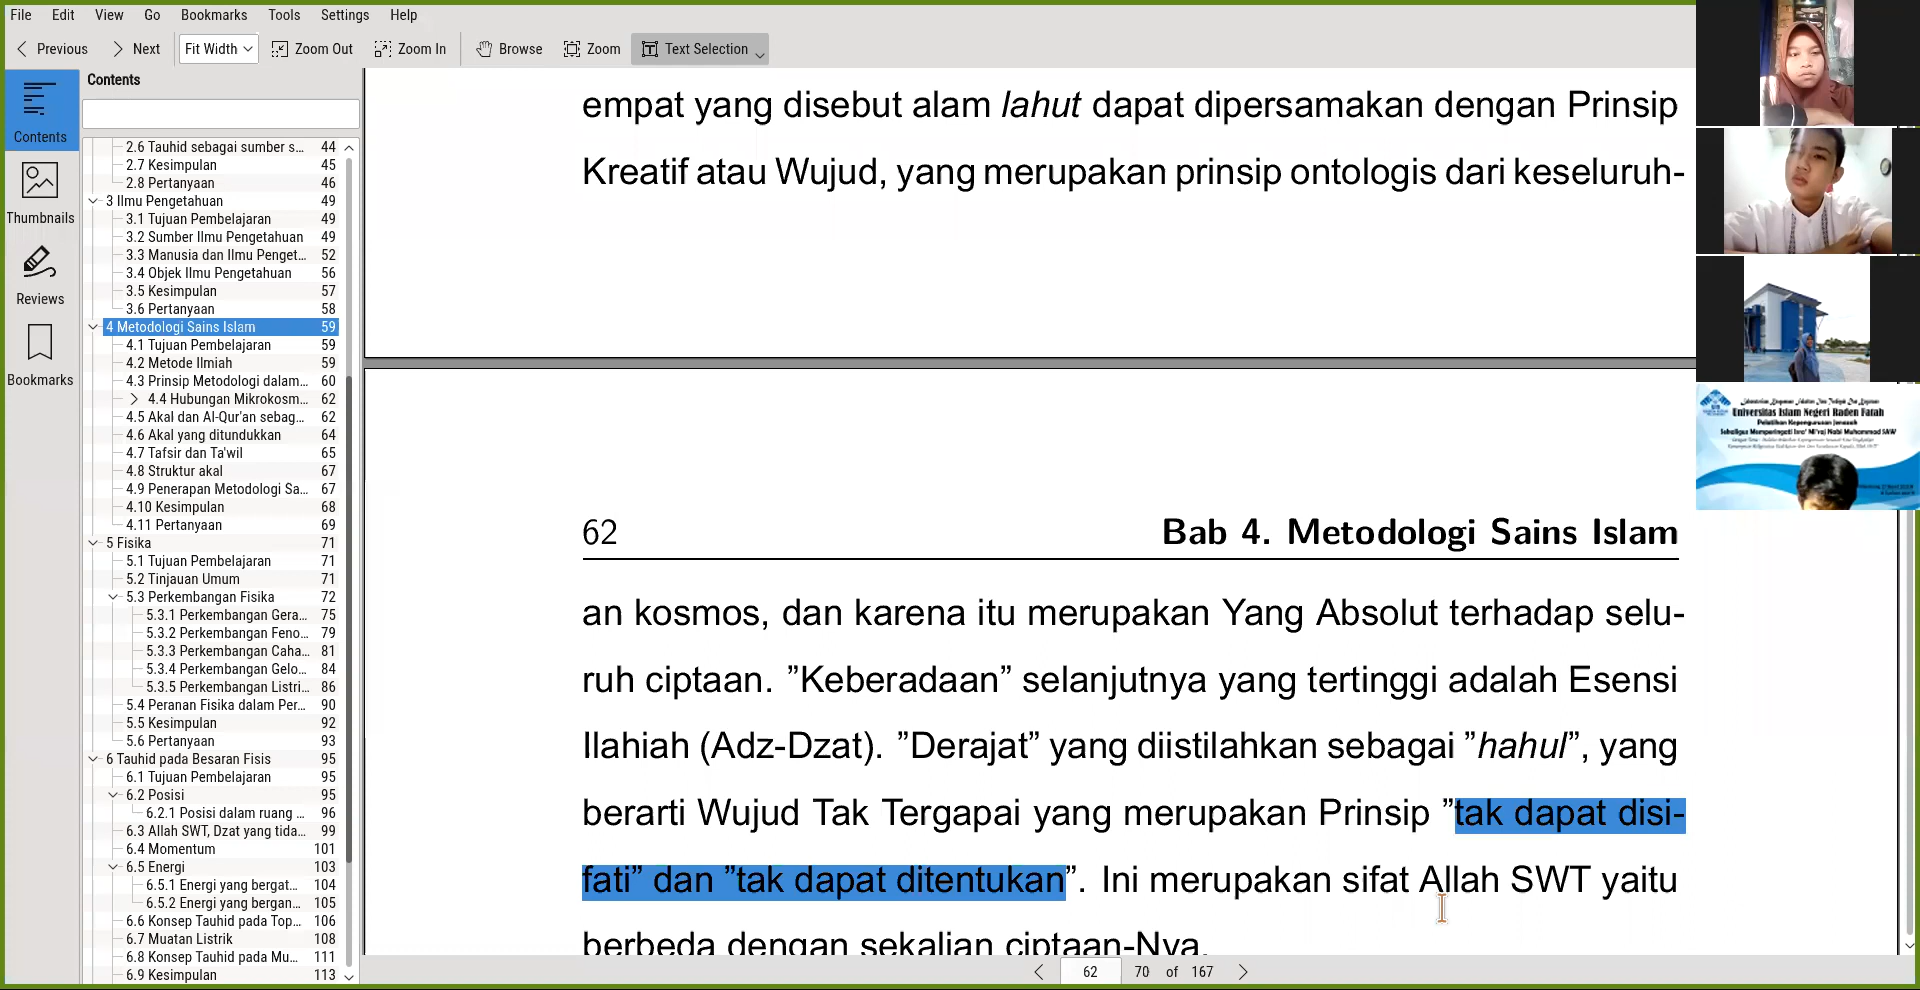 File Edit View Go Bookmarks Tools Settings Help
Previous Next Fit Width Zoom Out Zoom In Browse Zoom Text Selection
Contents
Contents
Thumbnails
Reviews
Bookmarks
2.6 Tauhid sebagai sumber s... 44
2.7 Kesimpulan 45
2.8 Pertanyaan 46
3 Ilmu Pengetahuan 49
3.1 Tujuan Pembelajaran 49
3.2 Sumber Ilmu Pengetahuan 49
3.3 Manusia dan Ilmu Penget... 52
3.4 Objek Ilmu Pengetahuan 56
3.5 Kesimpulan 57
3.6 Pertanyaan 58
4 Metodologi Sains Islam 59
4.1 Tujuan Pembelajaran 59
4.2 Metode Ilmiah 59
4.3 Prinsip Metodologi dalam... 60
4.4 Hubungan Mikrokosm... 62
4.5 Akal dan Al-Qur'an sebag... 62
4.6 Akal yang ditundukkan 64
4.7 Tafsir dan Ta'wil 65
4.8 Struktur akal 67
4.9 Penerapan Metodologi Sa... 67
4.10 Kesimpulan 68
4.11 Pertanyaan 69
5 Fisika 71
5.1 Tujuan Pembelajaran 71
5.2 Tinjauan Umum 71
5.3 Perkembangan Fisika 72
5.3.1 Perkembangan Gera... 75
5.3.2 Perkembangan Feno... 79
5.3.3 Perkembangan Caha... 81
5.3.4 Perkembangan Gelo... 84
5.3.5 Perkembangan Listri... 86
5.4 Peranan Fisika dalam Per... 90
5.5 Kesimpulan 92
5.6 Pertanyaan 93
6 Tauhid pada Besaran Fisis 95
6.1 Tujuan Pembelajaran 95
6.2 Posisi 95
6.2.1 Posisi dalam ruang ... 96
6.3 Allah SWT, Dzat yang tida... 99
6.4 Momentum 101
6.5 Energi 103
6.5.1 Energi yang bergat... 104
6.5.2 Energi yang bergan... 105
6.6 Konsep Tauhid pada Top... 106
6.7 Muatan Listrik 108
6.8 Konsep Tauhid pada Mu... 111
6.9 Kesimpulan 113
empat yang disebut alam lahut dapat dipersamakan dengan Prinsip
Kreatif atau Wujud, yang merupakan prinsip ontologis dari keseluruh-
62 Bab 4. Metodologi Sains Islam
an kosmos, dan karena itu merupakan Yang Absolut terhadap selu-
ruh ciptaan. ”Keberadaan” selanjutnya yang tertinggi adalah Esensi
Ilahiah (Adz-Dzat). ”Derajat” yang diistilahkan sebagai ”hahul”, yang
berarti Wujud Tak Tergapai yang merupakan Prinsip ”tak dapat disi-
fati” dan ”tak dapat ditentukan”. Ini merupakan sifat Allah SWT yaitu
berbeda dengan sekalian ciptaan-Nya.
62 70 of 167
Universitas Islam Negeri Raden Fatah
Pelatihan Kepengurusan Jenazah
Sekaligus Memperingati Isra' Mi'raj Nabi Muhammad SAW